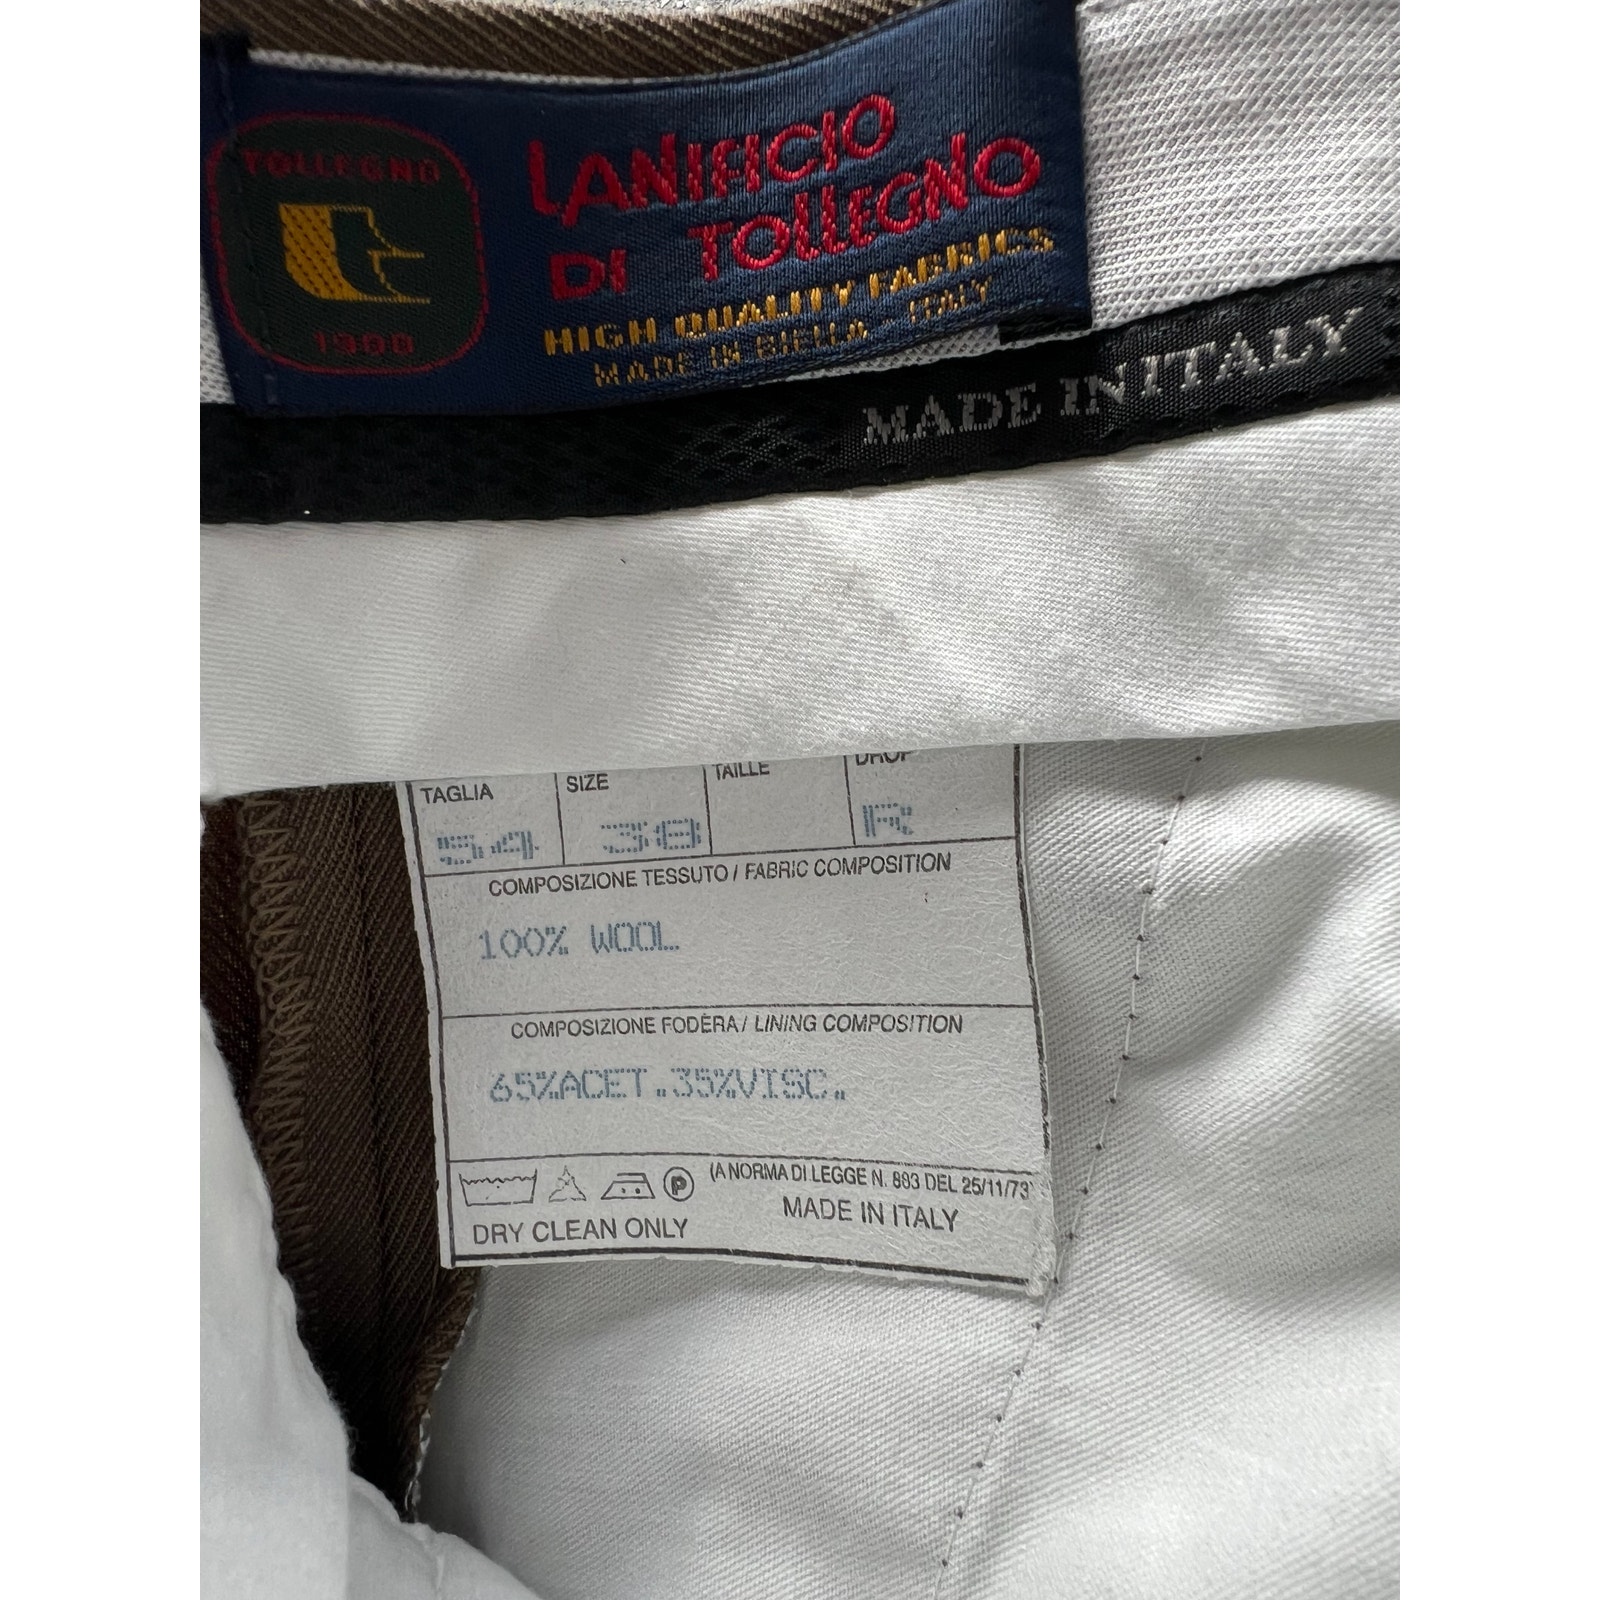 TOLLEGNO
1900
LANIFICIO
DI TOLLEGNO
HIGH QUALITY FABRICS
MADE IN BIELLA - ITALY
MADE IN ITALY
TAGLIA SIZE TAILLE DROP
54 38 R
COMPOSIZIONE TESSUTO / FABRIC COMPOSITION
100% WOOL
COMPOSIZIONE FODERA / LINING COMPOSITION
65%ACET.35%VISC.
P (A NORMA DI LEGGE N. 883 DEL 25/11/73)
DRY CLEAN ONLY MADE IN ITALY